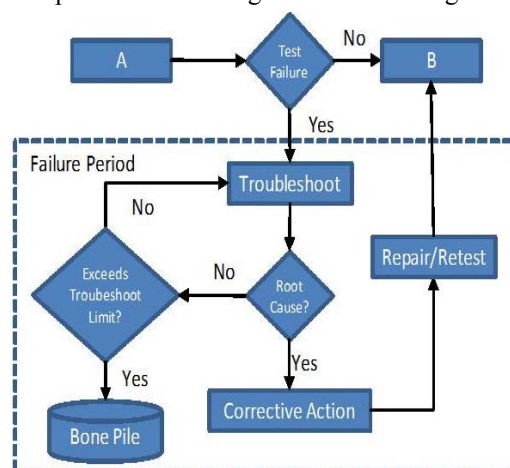 A
Test
Failure
No
B
Yes
Failure Period
Troubleshoot
No
Exceeds
Troubeshoot
Limit?
No
Root
Cause?
Repair/Retest
Yes
Yes
Bone Pile
Corrective Action